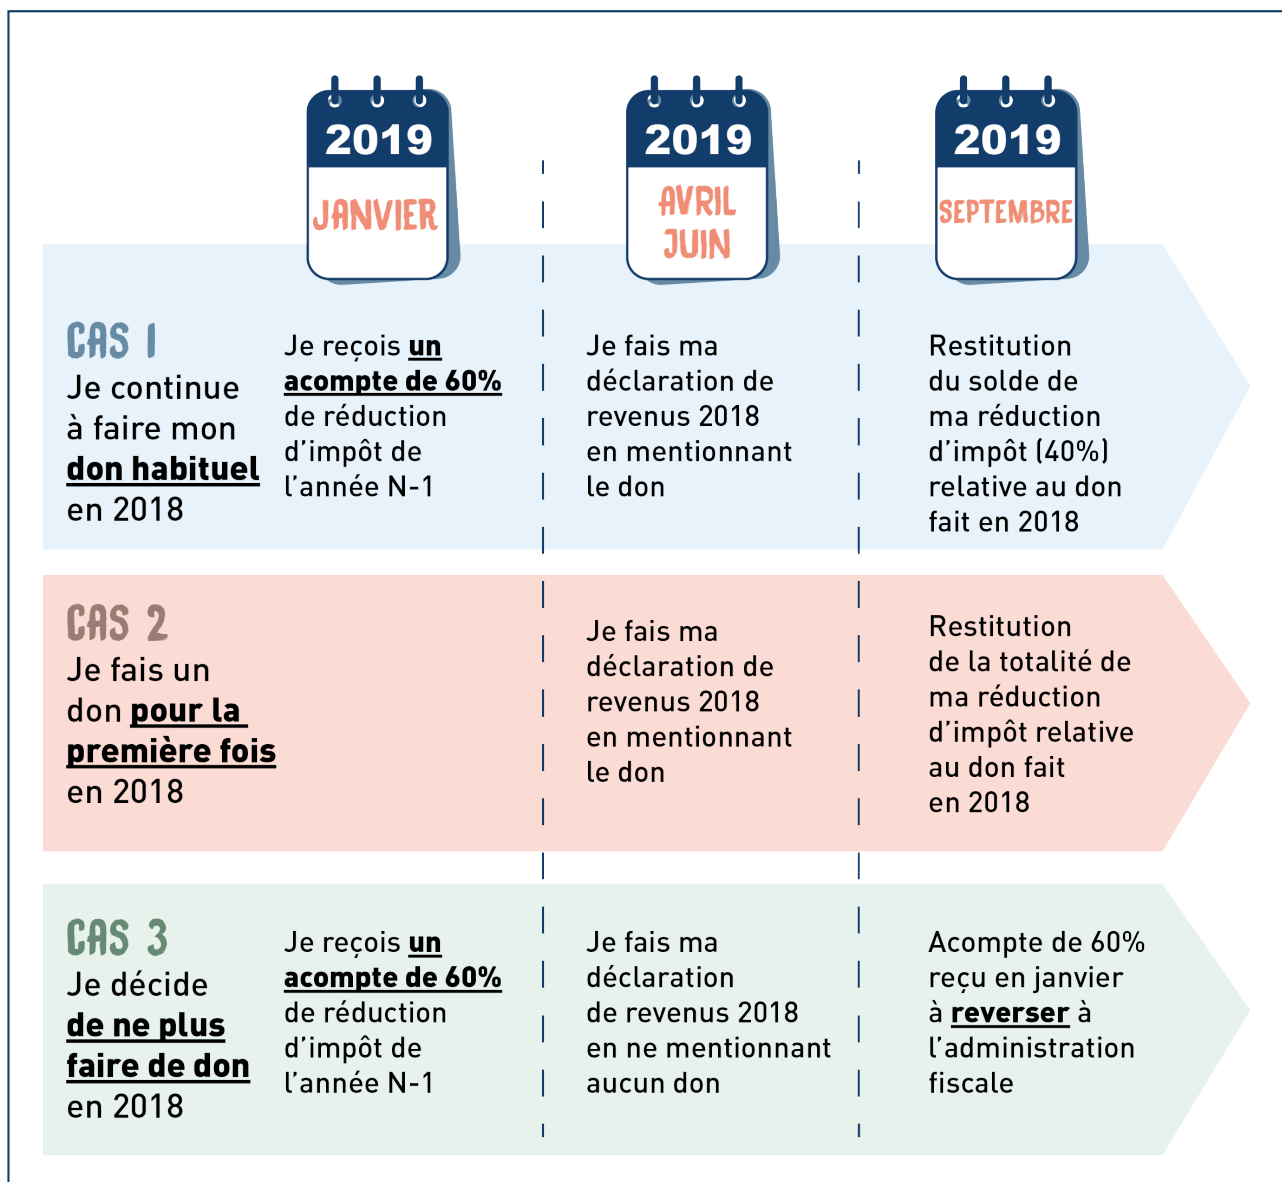 2019
JANVIER
2019
AVRIL
JUIN
2019
SEPTEMBRE
CAS 1
Je continue
à faire mon
don habituel
en 2018
Je reçois un
acompte de 60%
de réduction
d’impôt de
l’année N-1
Je fais ma
déclaration de
revenus 2018
en mentionnant
le don
Restitution
du solde de
ma réduction
d’impôt (40%)
relative au don
fait en 2018
CAS 2
Je fais un
don pour la
première fois
en 2018
Je fais ma
déclaration de
revenus 2018
en mentionnant
le don
Restitution
de la totalité de
ma réduction
d’impôt relative
au don fait
en 2018
CAS 3
Je décide
de ne plus
faire de don
en 2018
Je reçois un
acompte de 60%
de réduction
d’impôt de
l’année N-1
Je fais ma
déclaration
de revenus 2018
en ne mentionnant
aucun don
Acompte de 60%
reçu en janvier
à reverser à
l’administration
fiscale